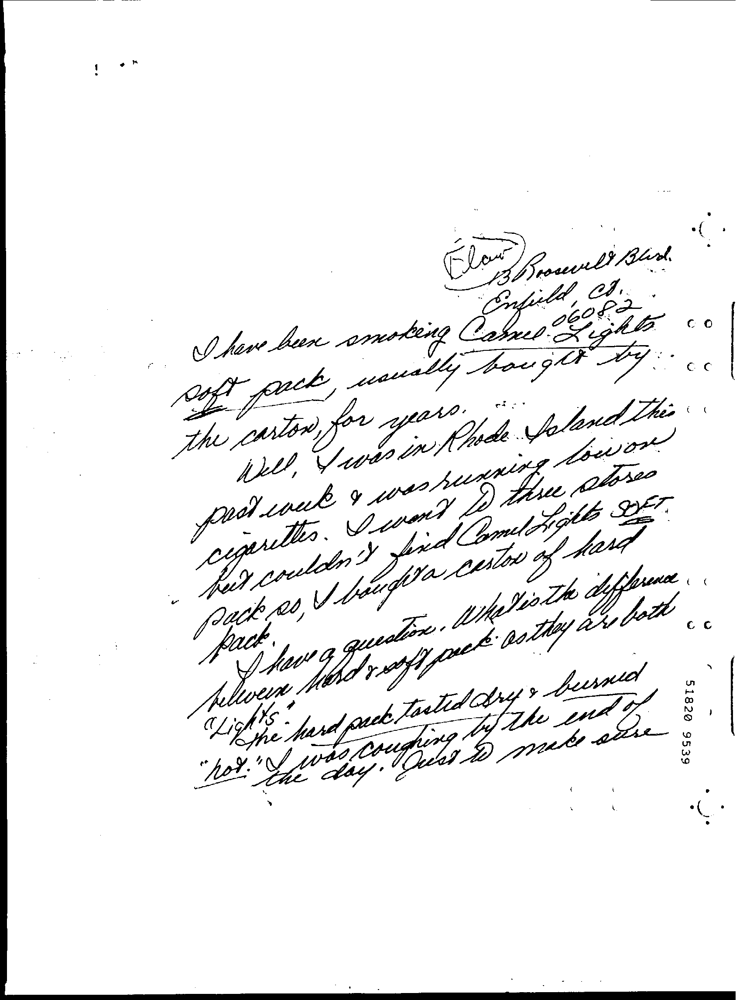 Flow
13 Roosevelt Blvd.
Enfield, Ct.
06082
I have been smoking Camel Lights
soft pack, usually bought by
the carton, for years.
Well, I was in Rhode Island this
past week & was running low on
cigarettes. I went to three stores
but couldn't find Camel Lights SOFT
pack so, I bought a carton of hard
pack.
I have a question. What is the difference
between hard & soft pack as they are both
"Lights."
The hard pack tasted dry & burned
"hot." I was coughing by the end of
the day. Just to make sure
51820 9539